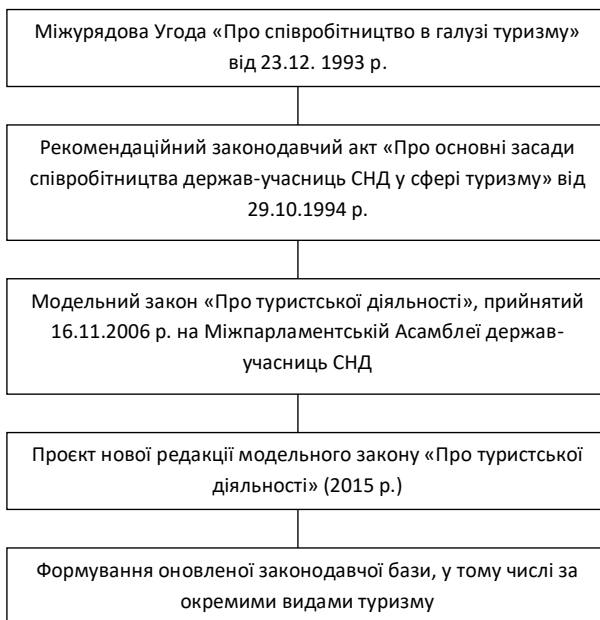 Міжурядова Угода «Про співробітництво в галузі туризму»
від 23.12. 1993 р.
Рекомендаційний законодавчий акт «Про основні засади
співробітництва держав-учасниць СНД у сфері туризму» від
29.10.1994 р.
Модельний закон «Про туристської діяльності», прийнятий
16.11.2006 р. на Міжпарламентській Асамблеї держав-
учасниць СНД
Проєкт нової редакції модельного закону «Про туристської
діяльності» (2015 р.)
Формування оновленої законодавчої бази, у тому числі за
окремими видами туризму